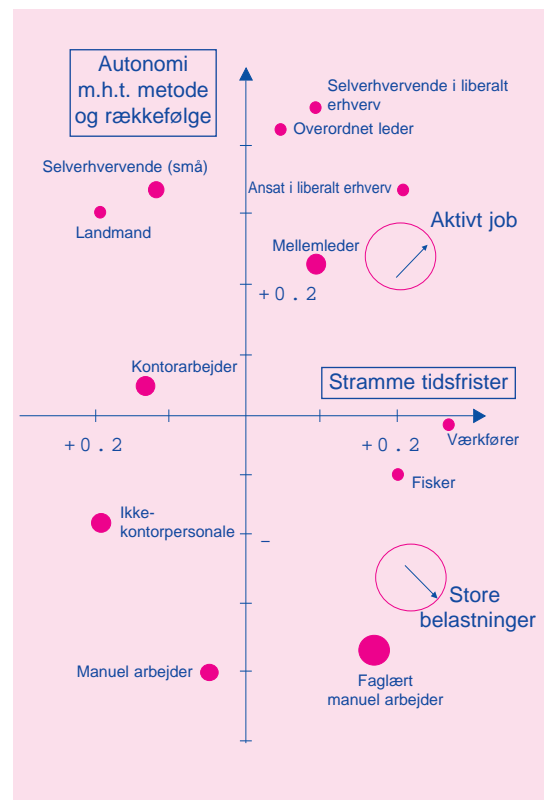 Autonomi
m.h.t. metode
og rækkefølge
Selverhvervende i liberalt
erhverv
Overordnet leder
Selverhvervende (små)
Ansat i liberalt erhverv
Landmand
Aktivt job
Mellemleder
+0.2
Kontorarbejder
Stramme tidsfrister
+0.2
+0.2
Værkfører
Fisker
Ikke-
kontorpersonale
–
Store
belastninger
Manuel arbejder
Faglært
manuel arbejder